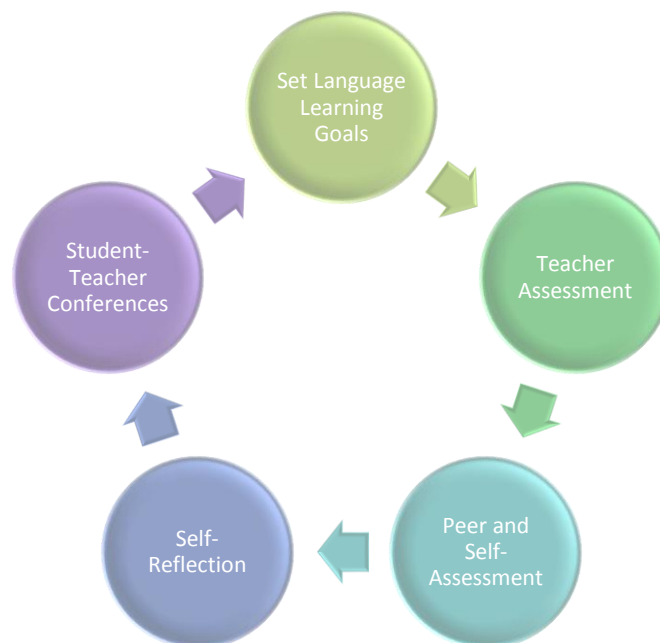 Set Language
Learning
Goals
Teacher
Assessment
Peer and
Self-
Assessment
Self-
Reflection
Student-
Teacher
Conferences